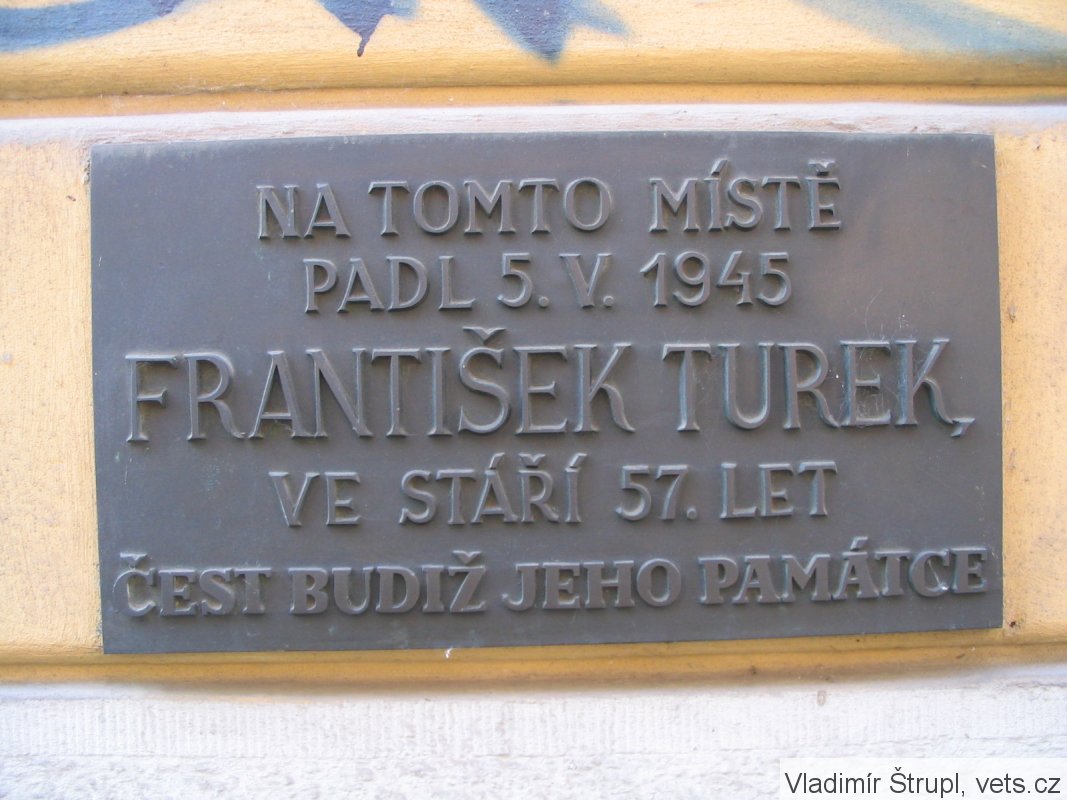 NA TOMTO MÍSTĚ
PADL 5. V. 1945
FRANTIŠEK TUREK,
VE STÁŘÍ 57. LET
ČEST BUDIŽ JEHO PAMÁTCE
Vladimír Štrupl, vets.cz